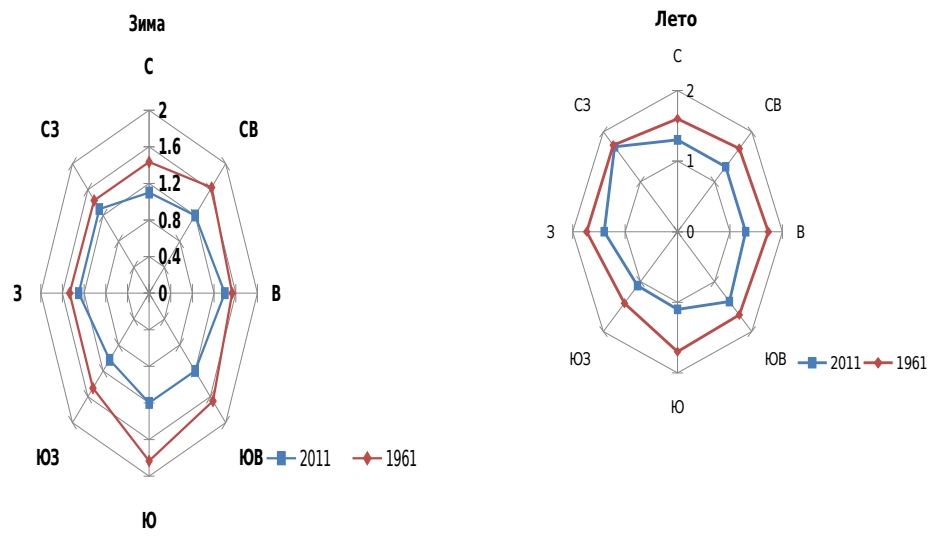 Зима
С
СЗ
СВ
2
1.6
1.2
0.8
0.4
0
З
В
ЮЗ
ЮВ
Ю
2011
1961
Лето
С
СЗ
СВ
2
1
0
З
В
ЮЗ
ЮВ
Ю
2011
1961